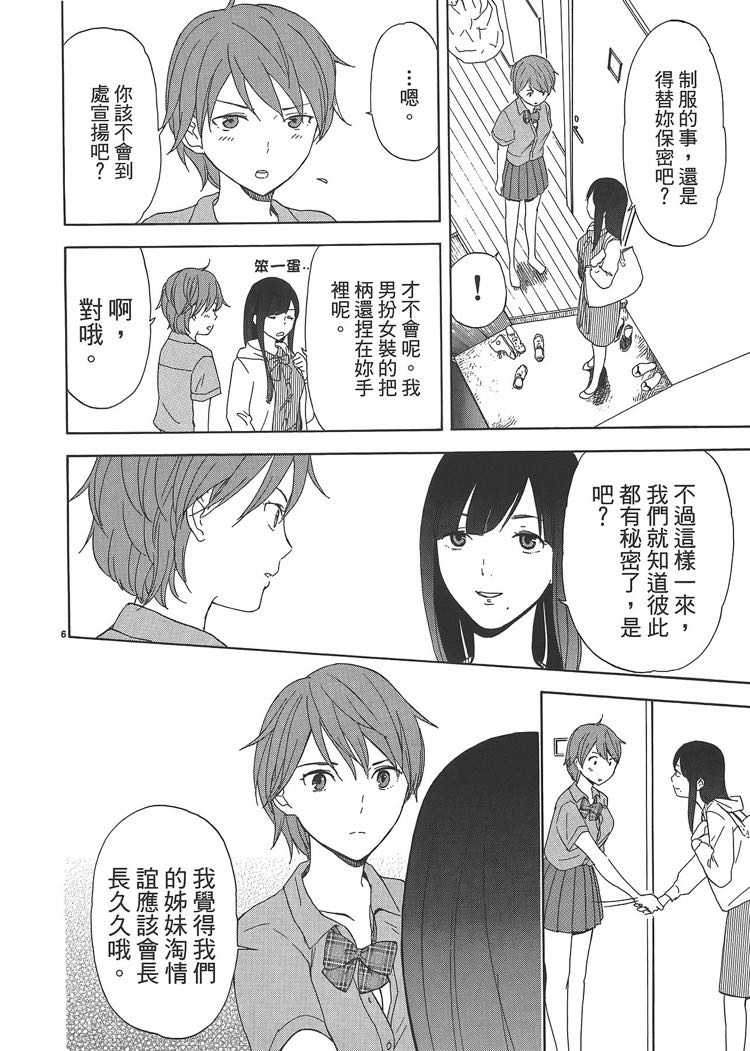 制服的事，還是
得替妳保密吧？
！
…嗯。
你該不會到
處宣揚吧？
才不會呢。我
男扮女裝的把
柄還捏在妳手
裡呢。
笨一蛋…
啊，
對哦。
不過這樣一來，
我們就知道彼此
都有秘密了，是
吧？
我覺得我們
的姊妹淘情
誼應該會長
長久久哦。
6